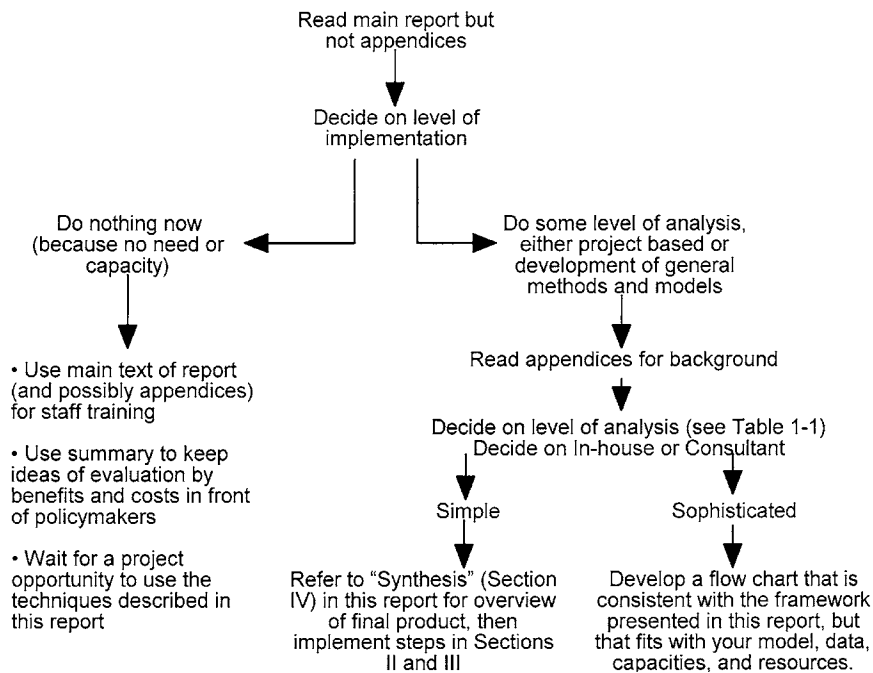 Read main report but
not appendices
Decide on level of
implementation
Do nothing now
(because no need or
capacity)
• Use main text of report
(and possibly appendices)
for staff training
• Use summary to keep
ideas of evaluation by
benefits and costs in front
of policymakers
• Wait for a project
opportunity to use the
techniques described in
this report
Do some level of analysis,
either project based or
development of general
methods and models
Read appendices for background
Decide on level of analysis (see Table 1-1)
Decide on In-house or Consultant
Simple
Refer to “Synthesis” (Section
IV) in this report for overview
of final product, then
implement steps in Sections
II and III
Sophisticated
Develop a flow chart that is
consistent with the framework
presented in this report, but
that fits with your model, data,
capacities, and resources.